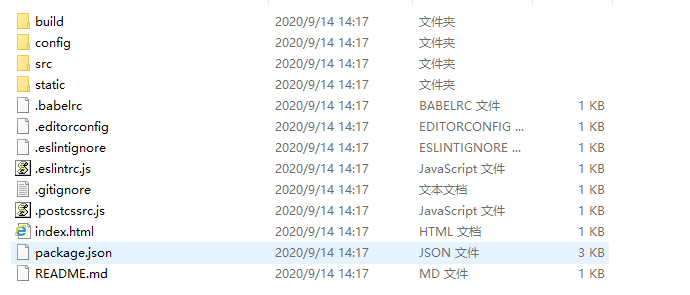 build 2020/9/14 14:17 文件夹
config 2020/9/14 14:17 文件夹
src 2020/9/14 14:17 文件夹
static 2020/9/14 14:17 文件夹
.babelrc 2020/9/14 14:17 BABELRC 文件 1 KB
.editorconfig 2020/9/14 14:17 EDITORCONFIG ... 1 KB
.eslintignore 2020/9/14 14:17 ESLINTIGNORE ... 1 KB
.eslintrc.js 2020/9/14 14:17 JavaScript 文件 1 KB
.gitignore 2020/9/14 14:17 文本文档 1 KB
.postcssrc.js 2020/9/14 14:17 JavaScript 文件 1 KB
index.html 2020/9/14 14:17 HTML 文档 1 KB
package.json 2020/9/14 14:17 JSON 文件 3 KB
README.md 2020/9/14 14:17 MD 文件 1 KB